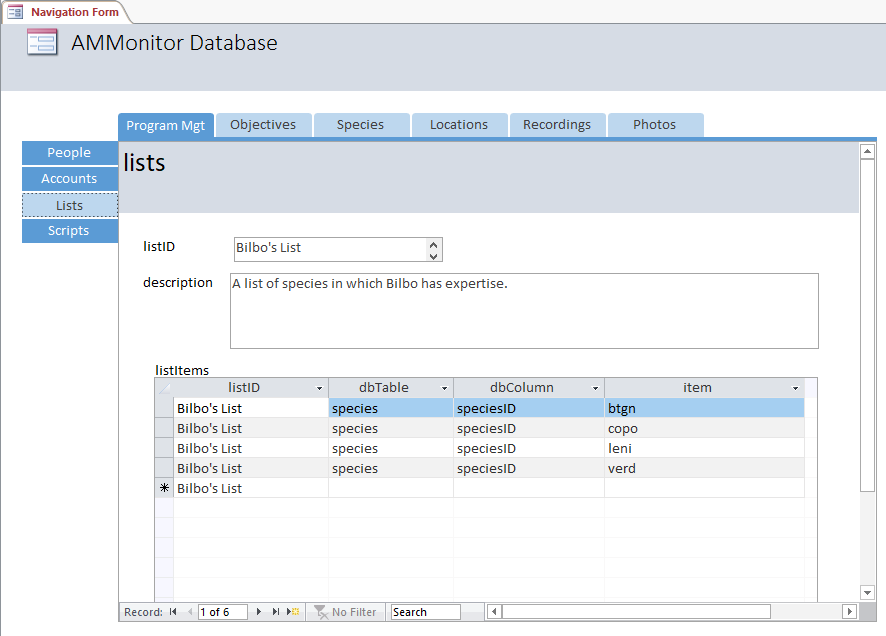 Navigation Form
AMMonitor Database
Program Mgt Objectives Species Locations Recordings Photos
People
Accounts
Lists
Scripts
lists
listID Bilbo's List
description A list of species in which Bilbo has expertise.
listItems
listID dbTable dbColumn item
Bilbo's List species speciesID btgn
Bilbo's List species speciesID copo
Bilbo's List species speciesID leni
Bilbo's List species speciesID verd
Bilbo's List
Record: 1 of 6 No Filter Search